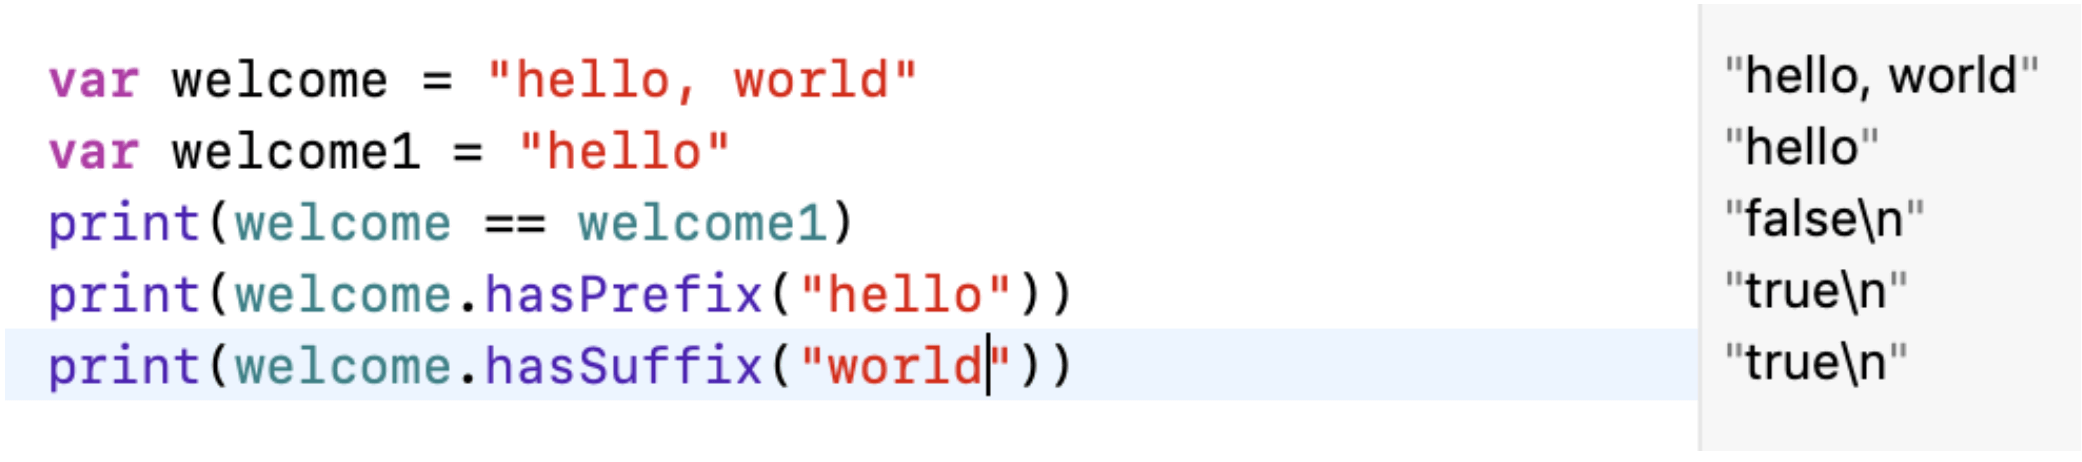 var welcome = "hello, world"
var welcome1 = "hello"
print(welcome == welcome1)
print(welcome.hasPrefix("hello"))
print(welcome.hasSuffix("world"))
"hello, world"
"hello"
"false\n"
"true\n"
"true\n"